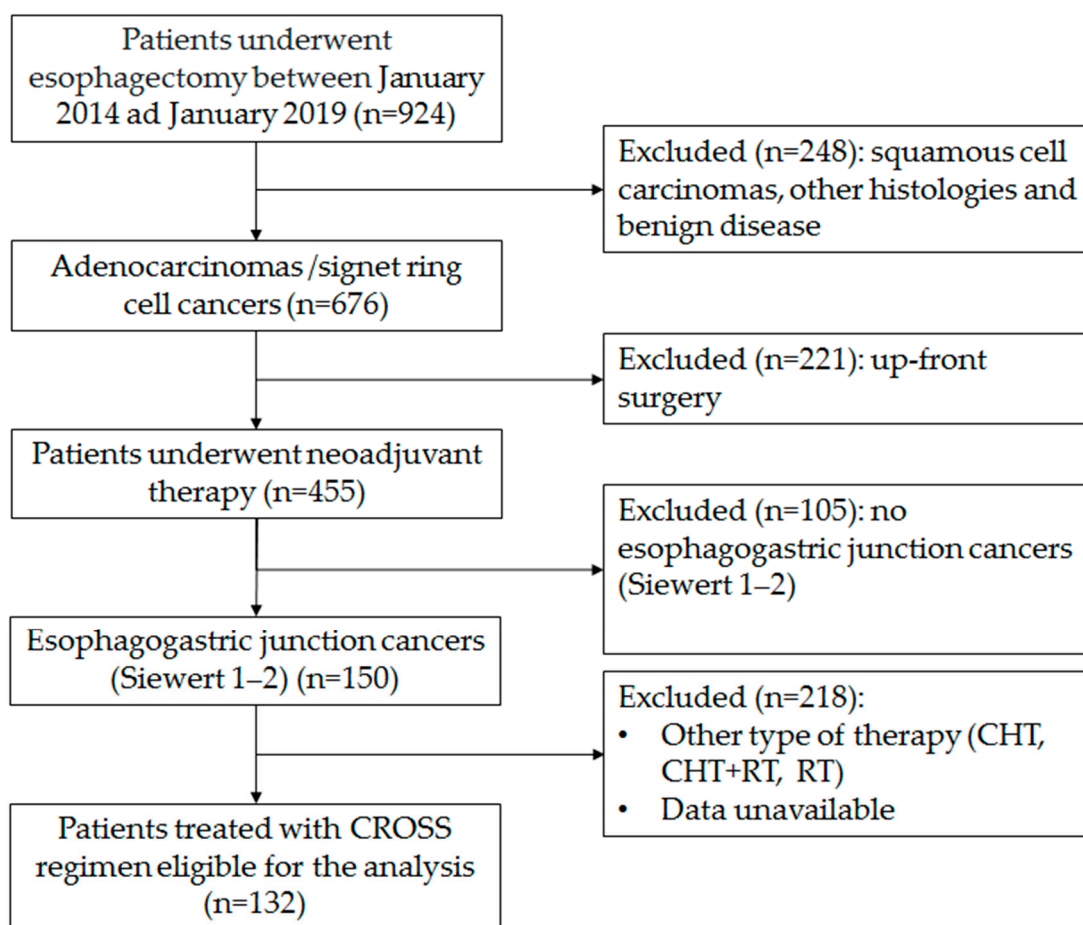 Patients underwent
esophagectomy between January
2014 ad January 2019 (n=924)
Excluded (n=248): squamous cell
carcinomas, other histologies and
benign disease
Adenocarcinomas /signet ring
cell cancers (n=676)
Excluded (n=221): up-front
surgery
Patients underwent neoadjuvant
therapy (n=455)
Excluded (n=105): no
esophagogastric junction cancers
(Siewert 1–2)
Esophagogastric junction cancers
(Siewert 1–2) (n=150)
Excluded (n=218):
• Other type of therapy (CHT,
CHT+RT, RT)
• Data unavailable
Patients treated with CROSS
regimen eligible for the analysis
(n=132)